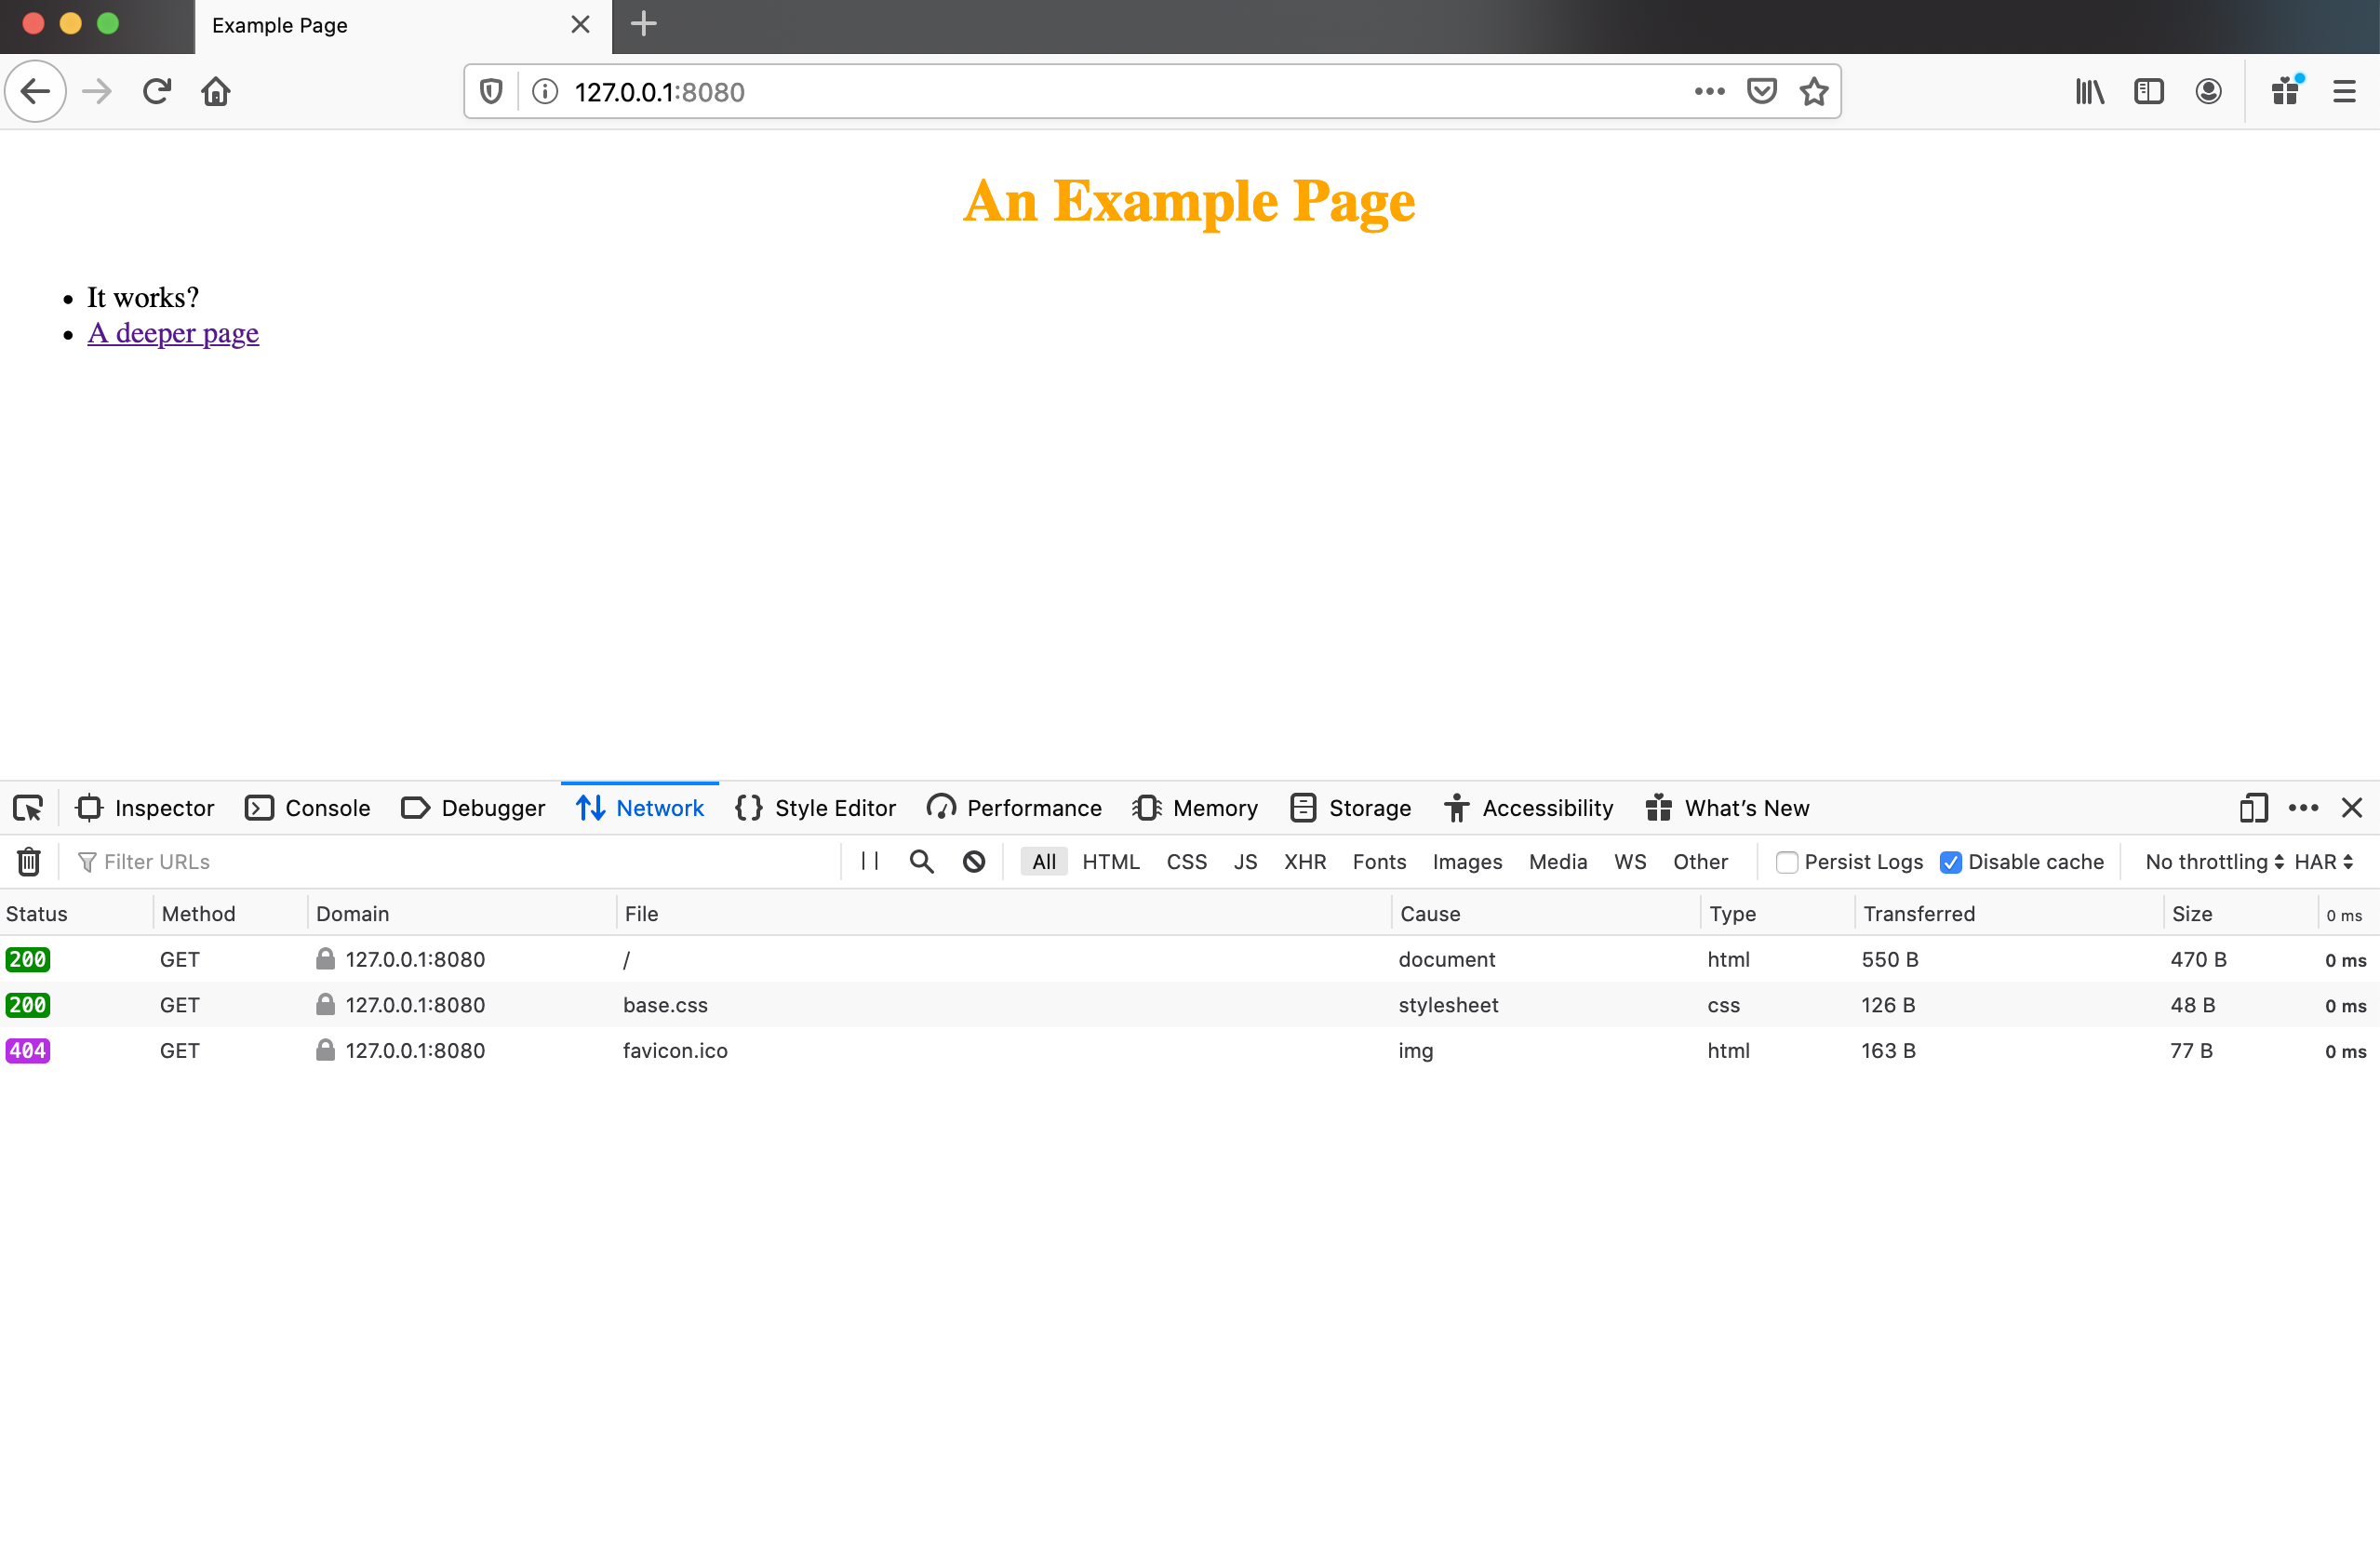 Example Page
127.0.0.1:8080
An Example Page
It works?
A deeper page
Inspector Console Debugger Network Style Editor Performance Memory Storage Accessibility What’s New
Filter URLs All HTML CSS JS XHR Fonts Images Media WS Other Persist Logs Disable cache No throttling HAR
Status Method Domain File Cause Type Transferred Size 0 ms
200 GET 127.0.0.1:8080 / document html 550 B 470 B 0 ms
200 GET 127.0.0.1:8080 base.css stylesheet css 126 B 48 B 0 ms
404 GET 127.0.0.1:8080 favicon.ico img html 163 B 77 B 0 ms